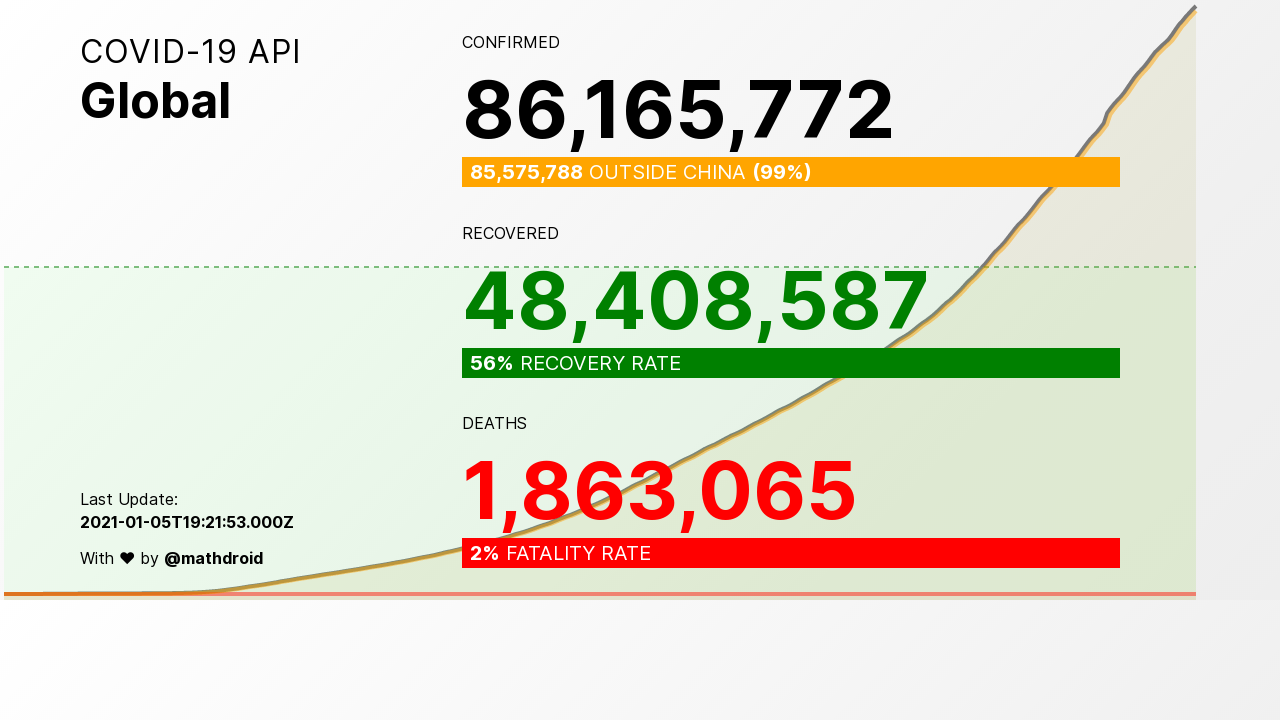 COVID-19 API
Global
CONFIRMED
86,165,772
85,575,788 OUTSIDE CHINA (99%)
RECOVERED
48,408,587
56% RECOVERY RATE
DEATHS
1,863,065
2% FATALITY RATE
Last Update:
2021-01-05T19:21:53.000Z
With ♥ by @mathdroid